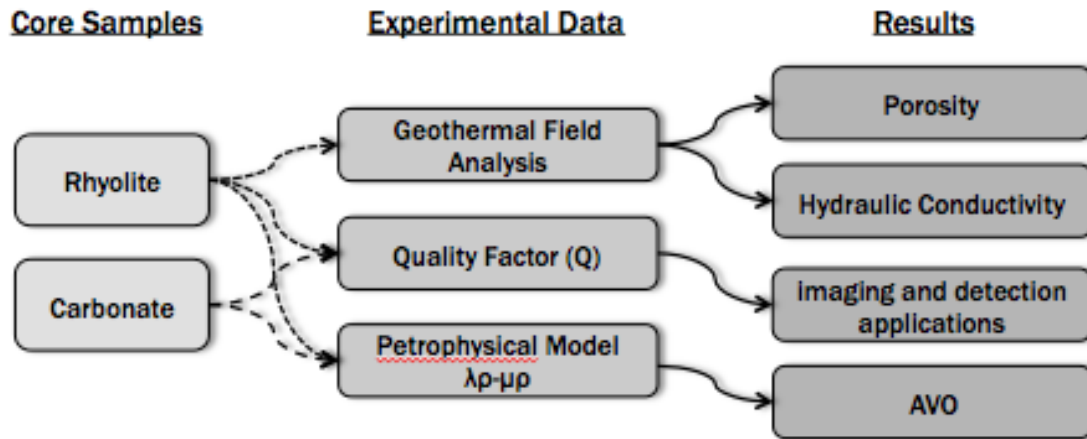 Core Samples
Experimental Data
Results
Rhyolite
Carbonate
Geothermal Field
Analysis
Quality Factor (Q)
Petrophysical Model
λρ-μρ
Porosity
Hydraulic Conductivity
imaging and detection
applications
AVO